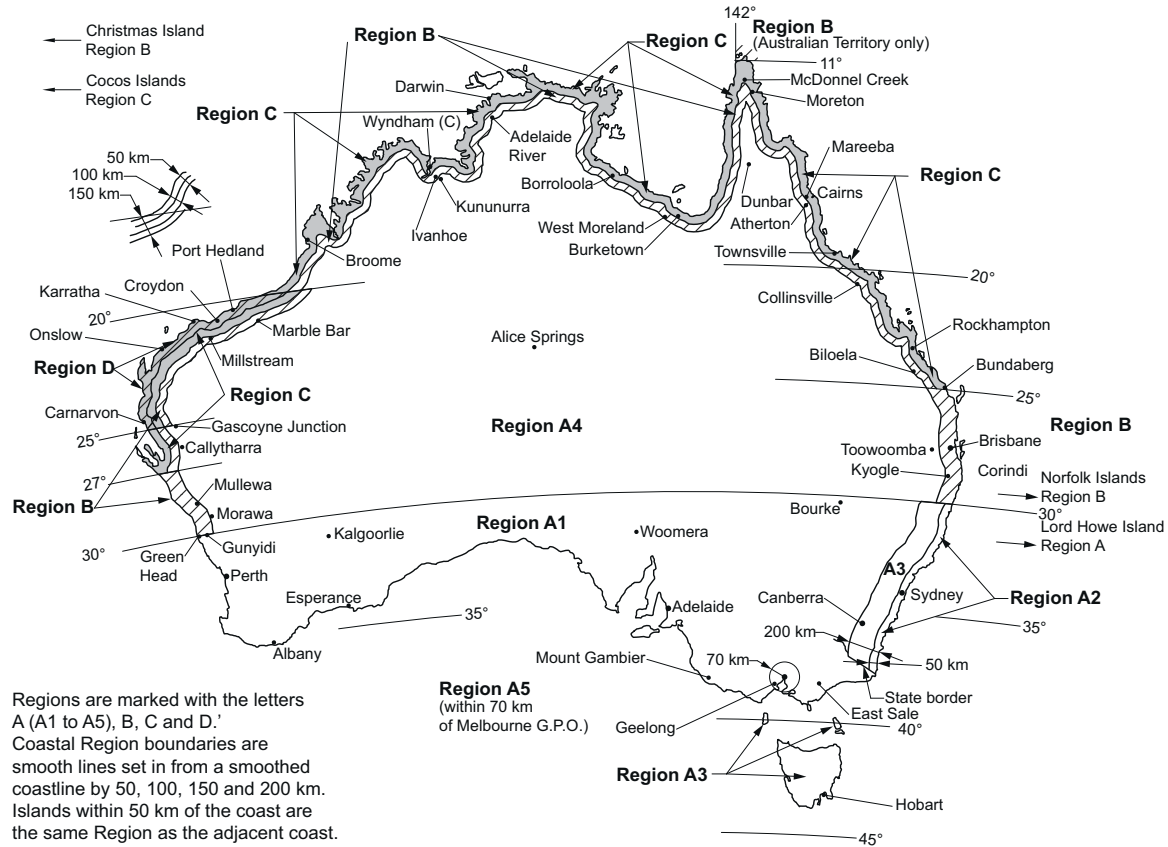 142°
Region B
(Australian Territory only)
Christmas Island
Region B
Region B
Region C
11°
McDonnel Creek
Moreton
Cocos Islands
Region C
Darwin
Region C
Wyndham (C)
Adelaide
River
Mareeba
50 km
100 km
150 km
Borroloola
Region C
Dunbar
Cairns
Kununurra
Atherton
West Moreland
Ivanhoe
Burketown
Port Hedland
Townsville
Broome
20°
Croydon
Karratha
Collinsville
20°
Onslow
Marble Bar
Rockhampton
Alice Springs
Millstream
Biloela
Region D
Bundaberg
Region C
25°
Carnarvon
Gascoyne Junction
Region A4
Region B
25°
Callytharra
Toowoomba
Brisbane
Kyogle
Corindi
27°
Norfolk Islands
Region B
Mullewa
Region B
Bourke
30°
Morawa
Region A1
Lord Howe Island
Region A
Kalgoorlie
Woomera
30°
Green
Head
Gunyidi
A3
Perth
Canberra
Sydney
Region A2
Esperance
Adelaide
35°
35°
200 km
Albany
Mount Gambier
70 km
50 km
Region A5
(within 70 km
of Melbourne G.P.O.)
State border
East Sale
Geelong
40°
Regions are marked with the letters
A (A1 to A5), B, C and D.’
Coastal Region boundaries are
smooth lines set in from a smoothed
coastline by 50, 100, 150 and 200 km.
Islands within 50 km of the coast are
the same Region as the adjacent coast.
Region A3
Hobart
45°